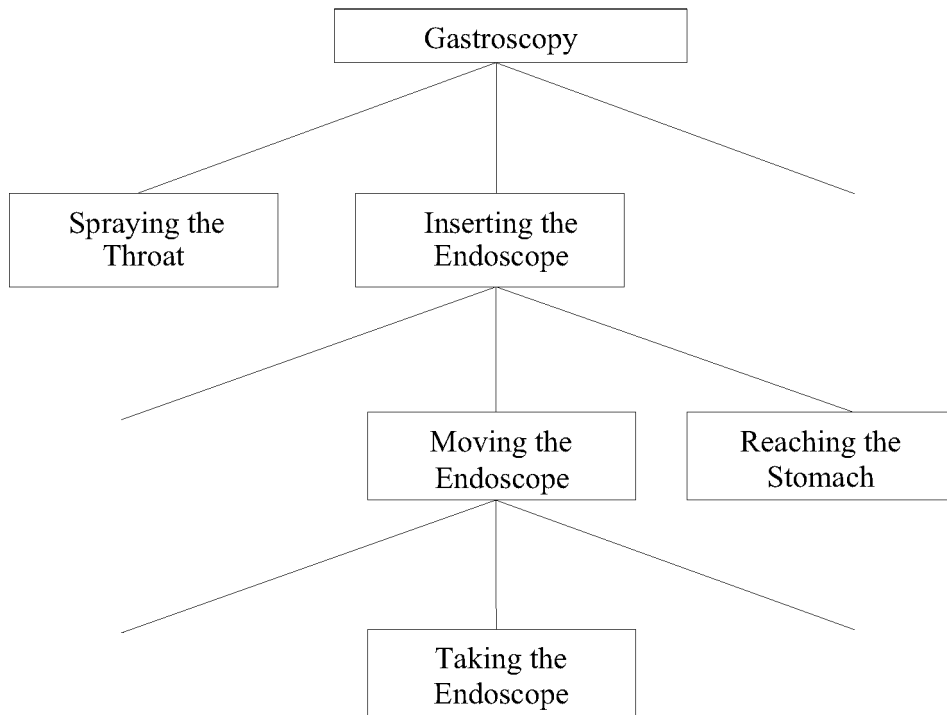 Gastroscopy
Spraying the
Throat
Inserting the
Endoscope
Moving the
Endoscope
Reaching the
Stomach
Taking the
Endoscope